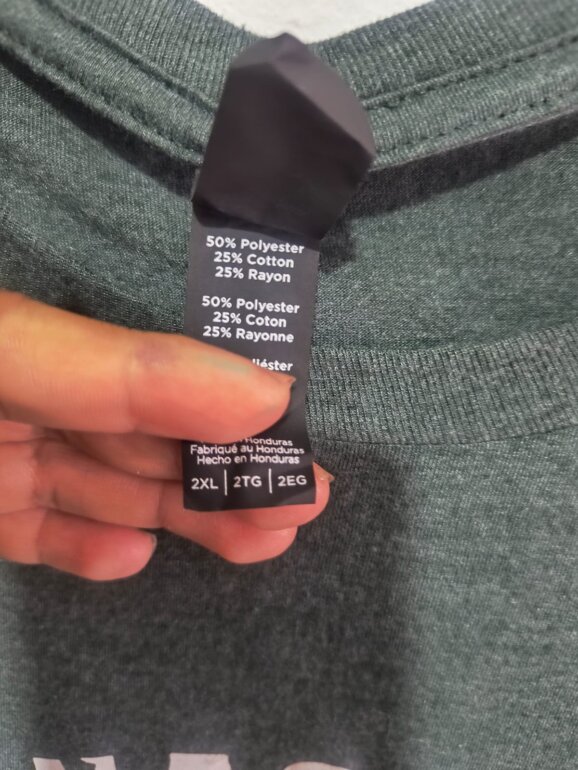 50% Polyester
25% Cotton
25% Rayon
50% Polyester
25% Coton
25% Rayonne
Honduras
Fabriqué au Honduras
Hecho en Honduras
2XL | 2TG | 2EG